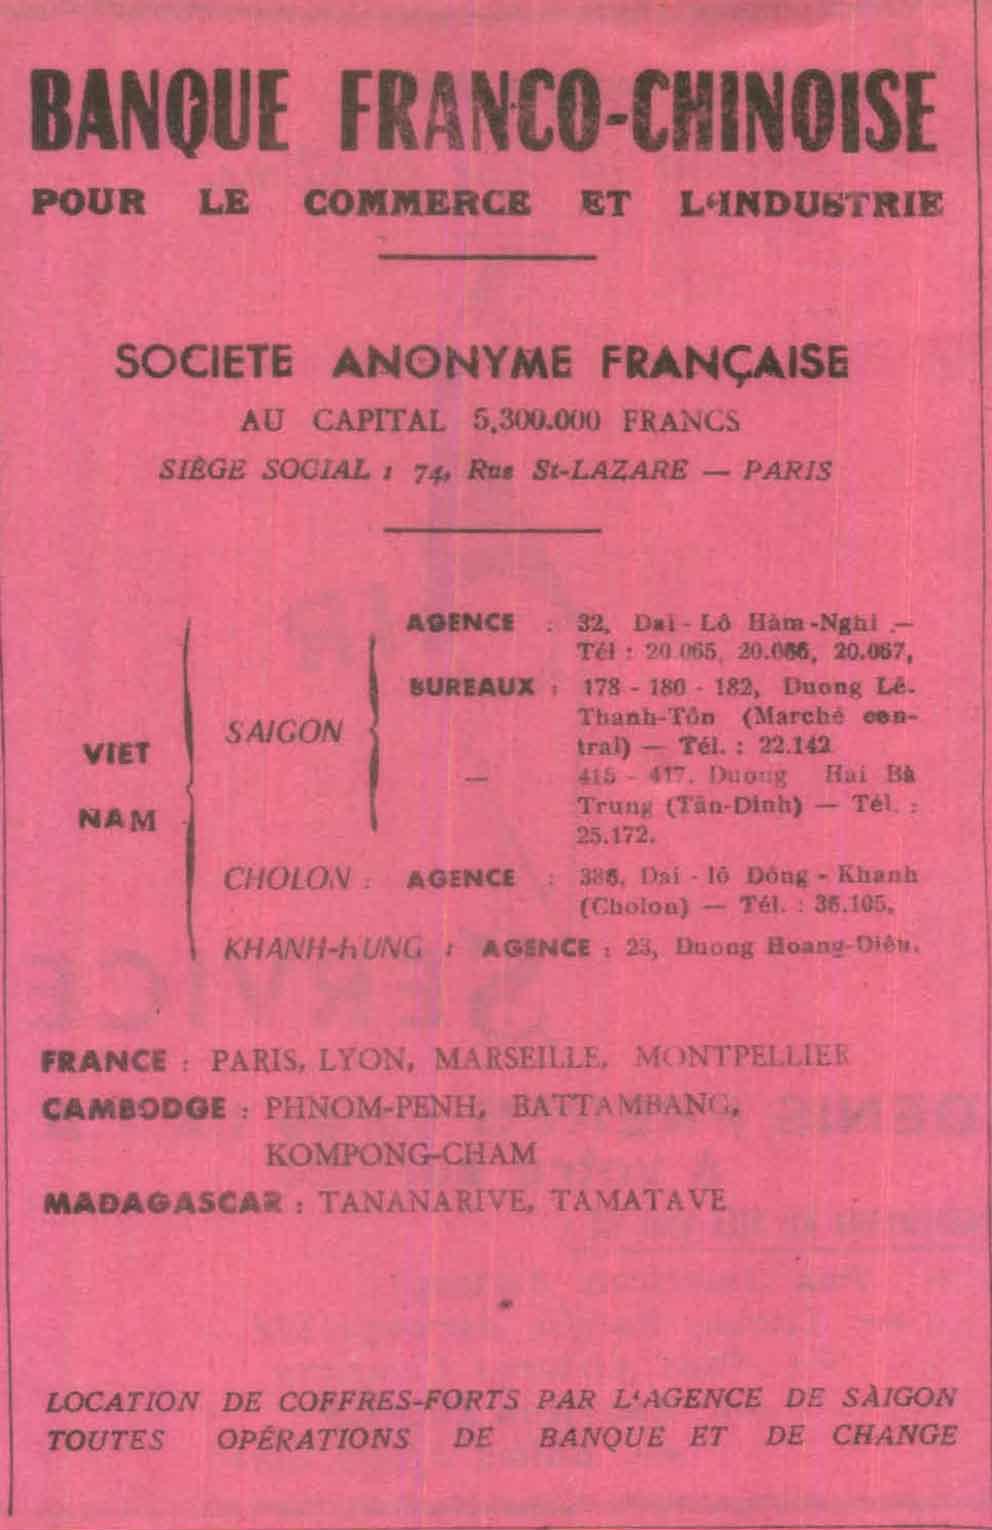 BANQUE FRANCO-CHINOISE
POUR LE COMMERCE ET L'INDUSTRIE
SOCIETE ANONYME FRANÇAISE
AU CAPITAL 5,300.000 FRANCS
SIÈGE SOCIAL : 74, Rue St-LAZARE — PARIS
VIET NAM
SAIGON
AGENCE : 32, Dai - Lô Hàm-Nghi .—
Tél : 20.065, 20.066, 20.067,
BUREAUX : 178 - 180 - 182, Duong Lê-
Thanh-Tôn (Marché cen-
tral) — Tél. : 22.142
— 415 - 417. Duong Hai Bà
Trung (Tân-Dinh) — Tél. :
25.172.
CHOLON : AGENCE : 386, Dai - lô Dông - Khanh
(Cholon) — Tél. : 36.105,
KHANH-hUNG : AGENCE : 23, Duong Hoang-Diêu.
FRANCE : PARIS, LYON, MARSEILLE, MONTPELLIER
CAMBODGE : PHNOM-PENH, BATTAMBANG,
KOMPONG-CHAM
MADAGASCAR : TANANARIVE, TAMATAVE
LOCATION DE COFFRES-FORTS PAR L'AGENCE DE SÀIGON
TOUTES OPÉRATIONS DE BANQUE ET DE CHANGE